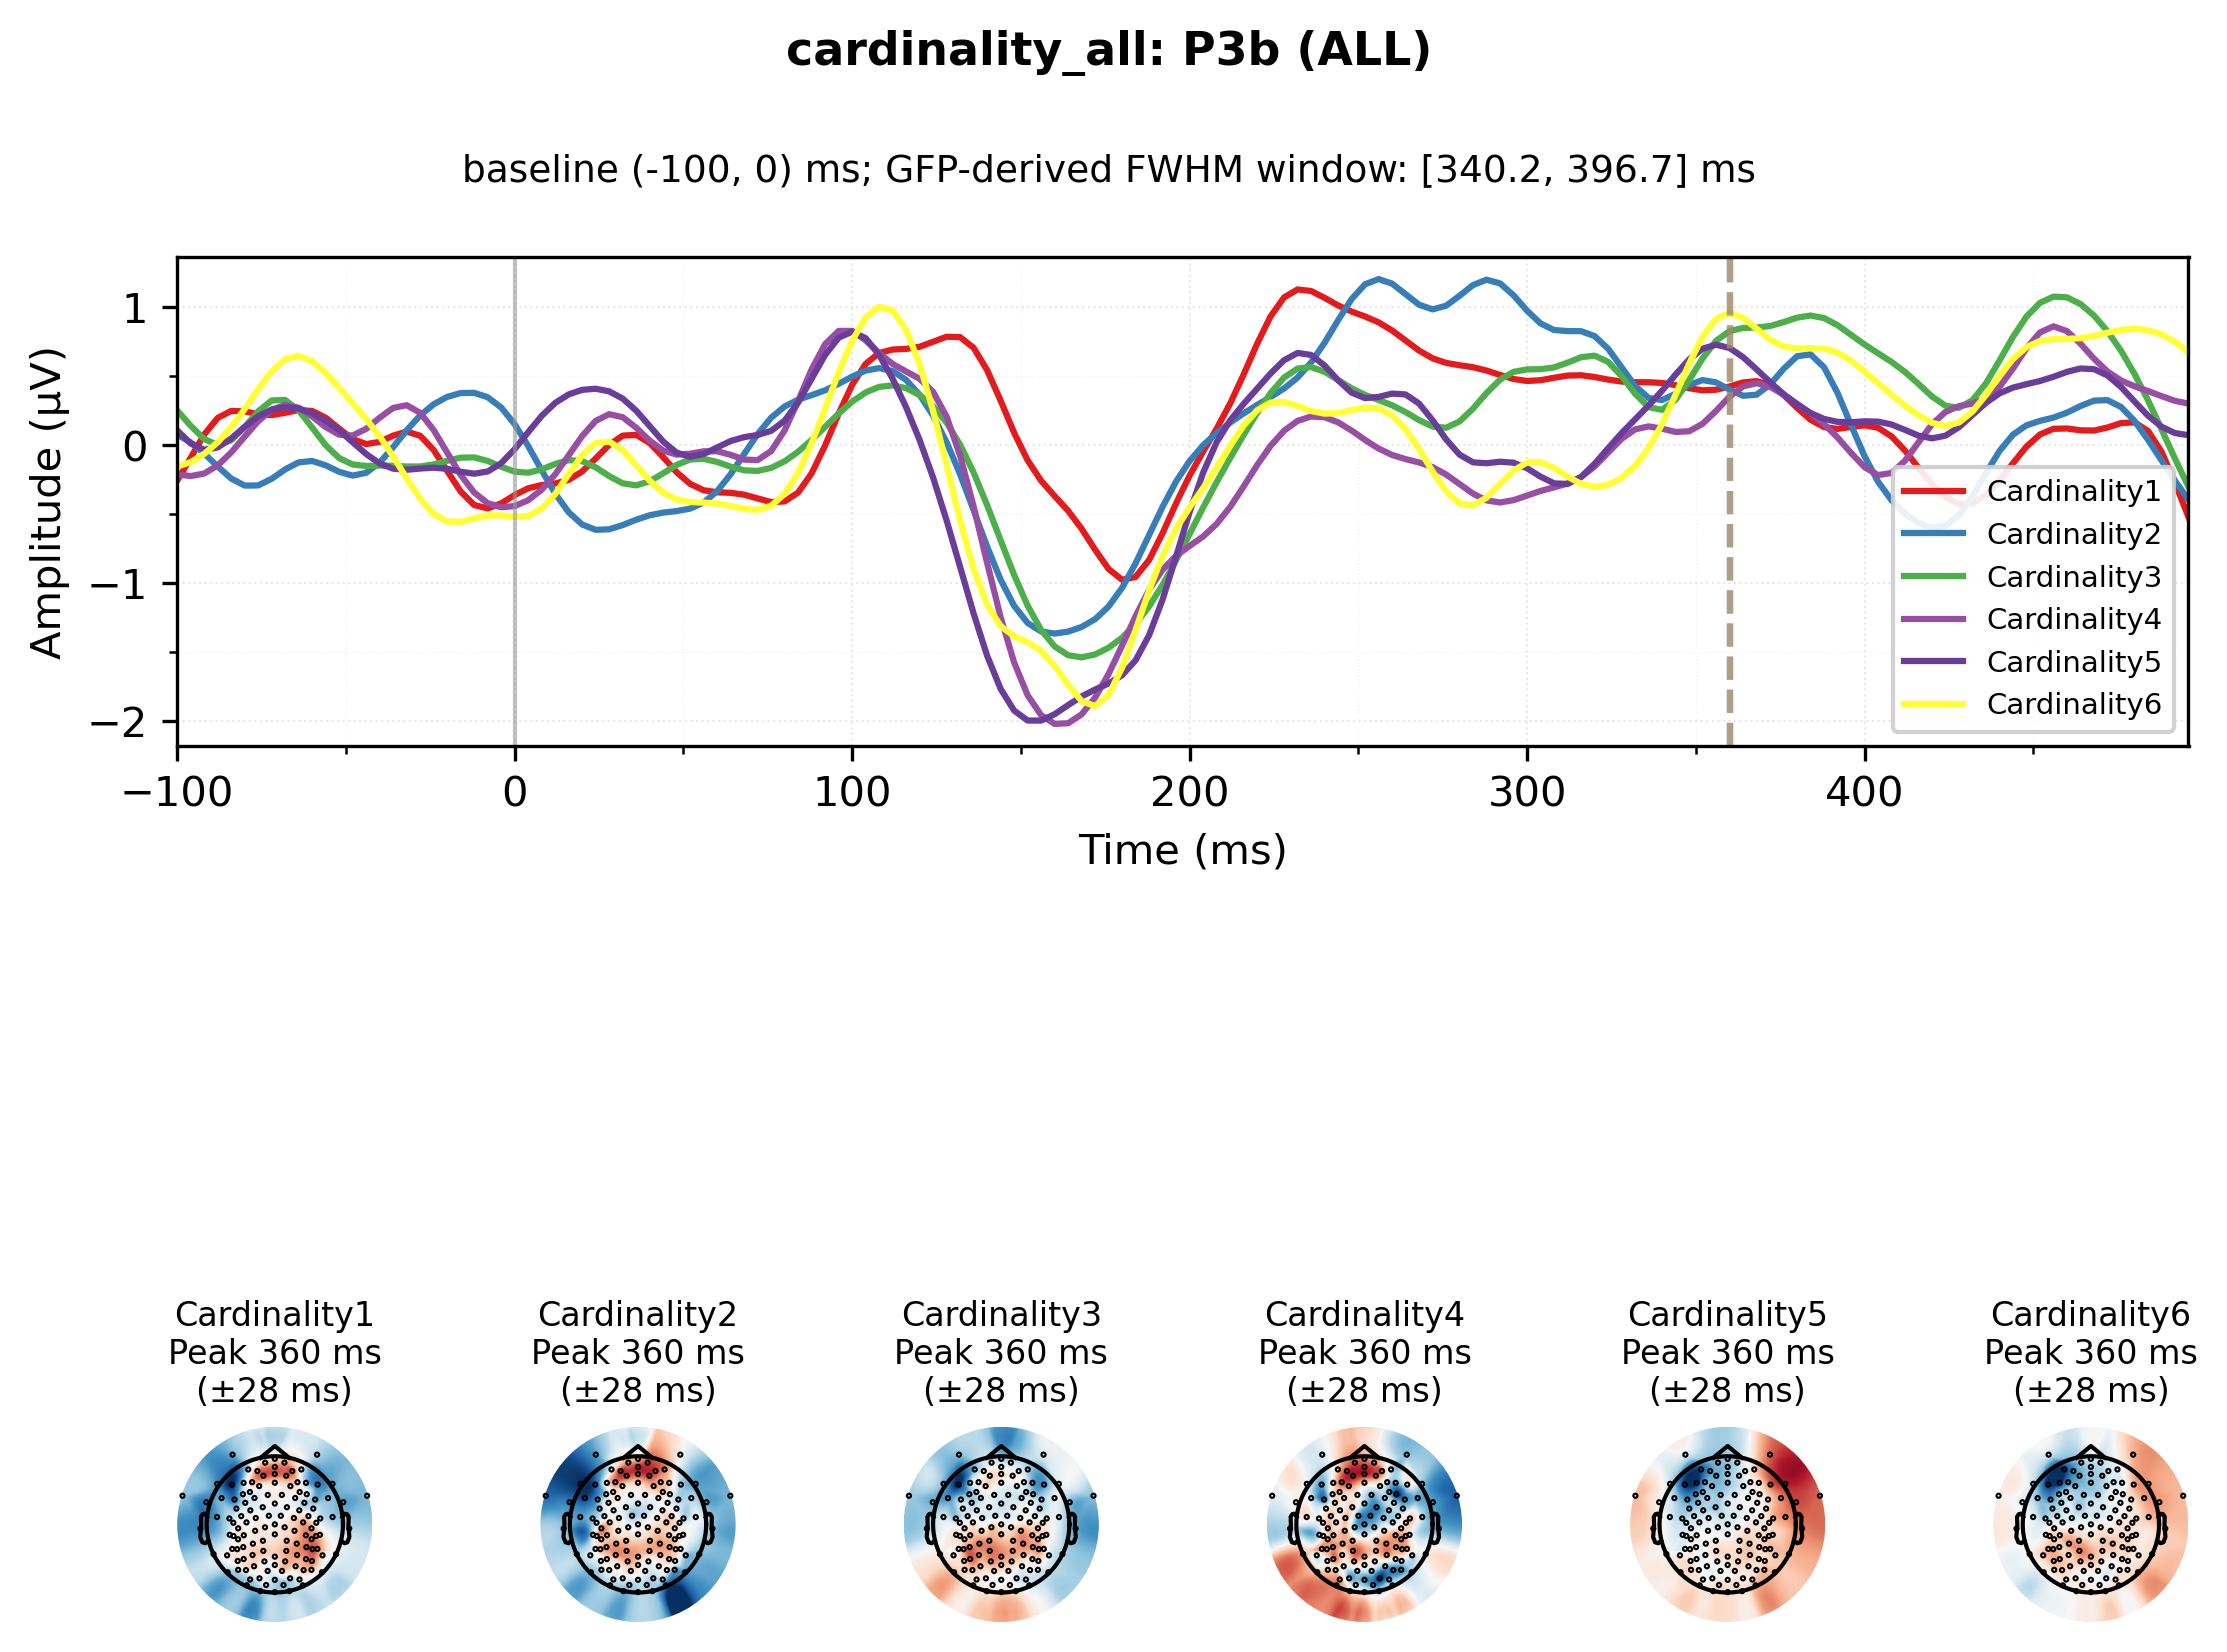 cardinality_all: P3b (ALL)
baseline (-100, 0) ms; GFP-derived FWHM window: [340.2, 396.7] ms
Amplitude (µV)
1
0
−1
−2
−100
0
100
200
300
400
Time (ms)
Cardinality1
Cardinality2
Cardinality3
Cardinality4
Cardinality5
Cardinality6
Cardinality1
Peak 360 ms
(±28 ms)
Cardinality2
Peak 360 ms
(±28 ms)
Cardinality3
Peak 360 ms
(±28 ms)
Cardinality4
Peak 360 ms
(±28 ms)
Cardinality5
Peak 360 ms
(±28 ms)
Cardinality6
Peak 360 ms
(±28 ms)